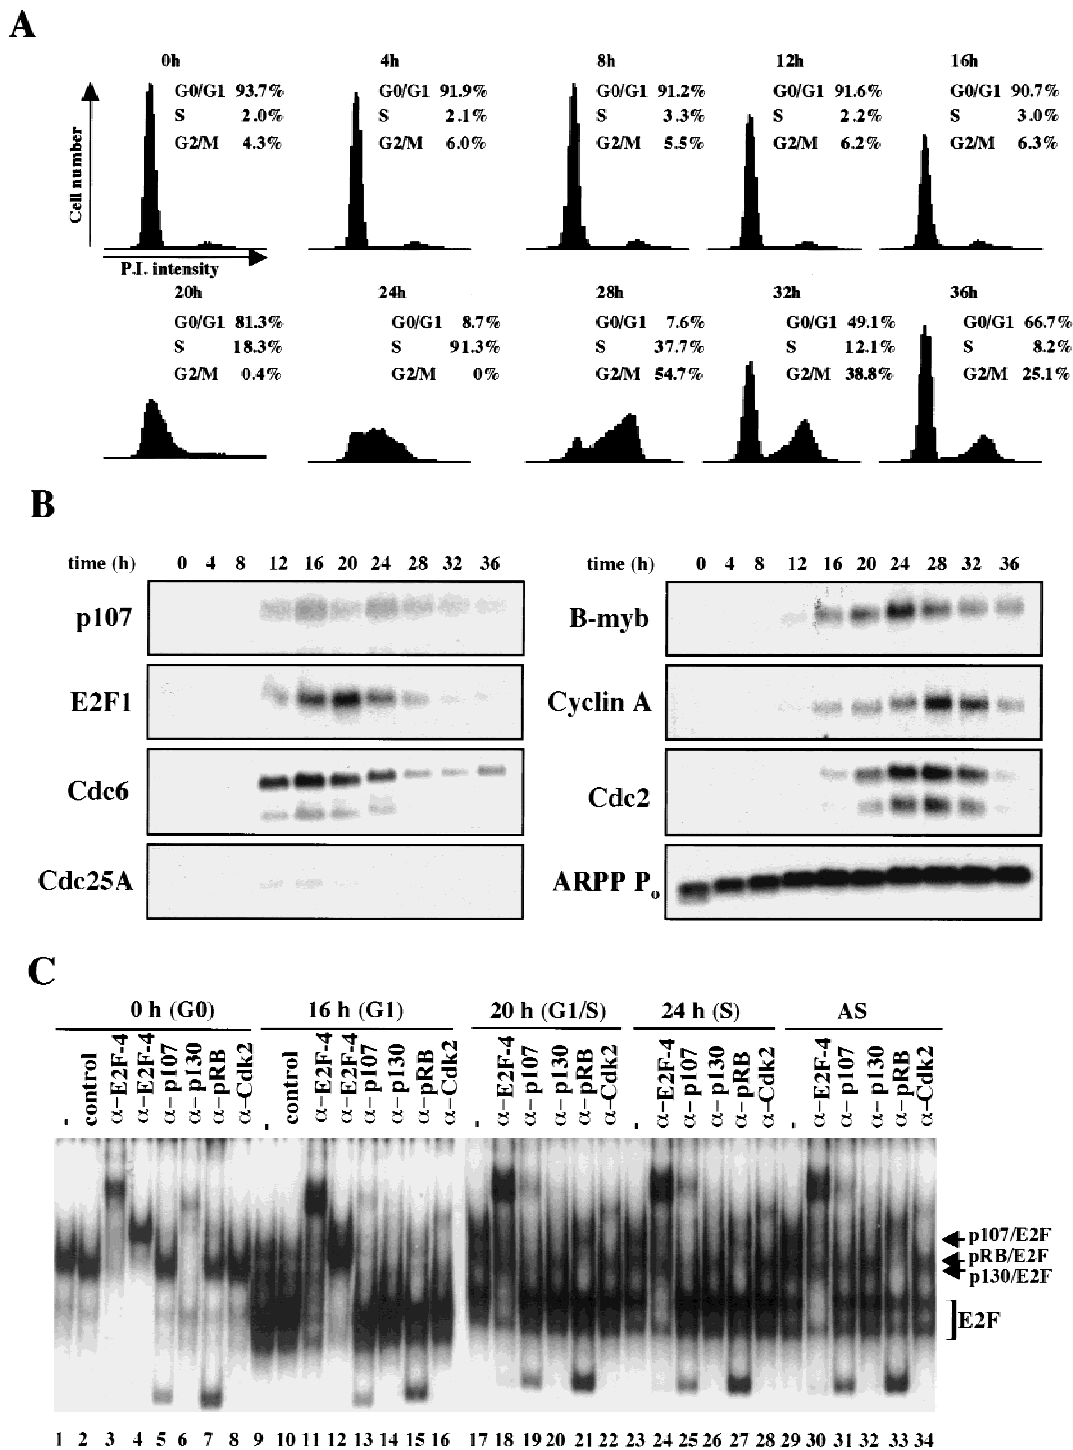 A
0h 4h 8h 12h 16h
G0/G1 93.7% G0/G1 91.9% G0/G1 91.2% G0/G1 91.6% G0/G1 90.7%
S 2.0% S 2.1% S 3.3% S 2.2% S 3.0%
G2/M 4.3% G2/M 6.0% G2/M 5.5% G2/M 6.2% G2/M 6.3%
Cell number
P.I. intensity
20h 24h 28h 32h 36h
G0/G1 81.3% G0/G1 8.7% G0/G1 7.6% G0/G1 49.1% G0/G1 66.7%
S 18.3% S 91.3% S 37.7% S 12.1% S 8.2%
G2/M 0.4% G2/M 0% G2/M 54.7% G2/M 38.8% G2/M 25.1%
B
time (h) 0 4 8 12 16 20 24 28 32 36
p107
E2F1
Cdc6
Cdc25A
time (h) 0 4 8 12 16 20 24 28 32 36
B-myb
Cyclin A
Cdc2
ARPP Po
C
0 h (G0) 16 h (G1) 20 h (G1/S) 24 h (S) AS
- control α-E2F-4 α-E2F-4 α-p107 α-p130 α-pRB α-Cdk2
- control α-E2F-4 α-E2F-4 α-p107 α-p130 α-pRB α-Cdk2
- α-E2F-4 α-p107 α-p130 α-pRB α-Cdk2
- α-E2F-4 α-p107 α-p130 α-pRB α-Cdk2
- α-E2F-4 α-p107 α-p130 α-pRB α-Cdk2
p107/E2F
pRB/E2F
p130/E2F
E2F
1 2 3 4 5 6 7 8 9 10 11 12 13 14 15 16 17 18 19 20 21 22 23 24 25 26 27 28 29 30 31 32 33 34